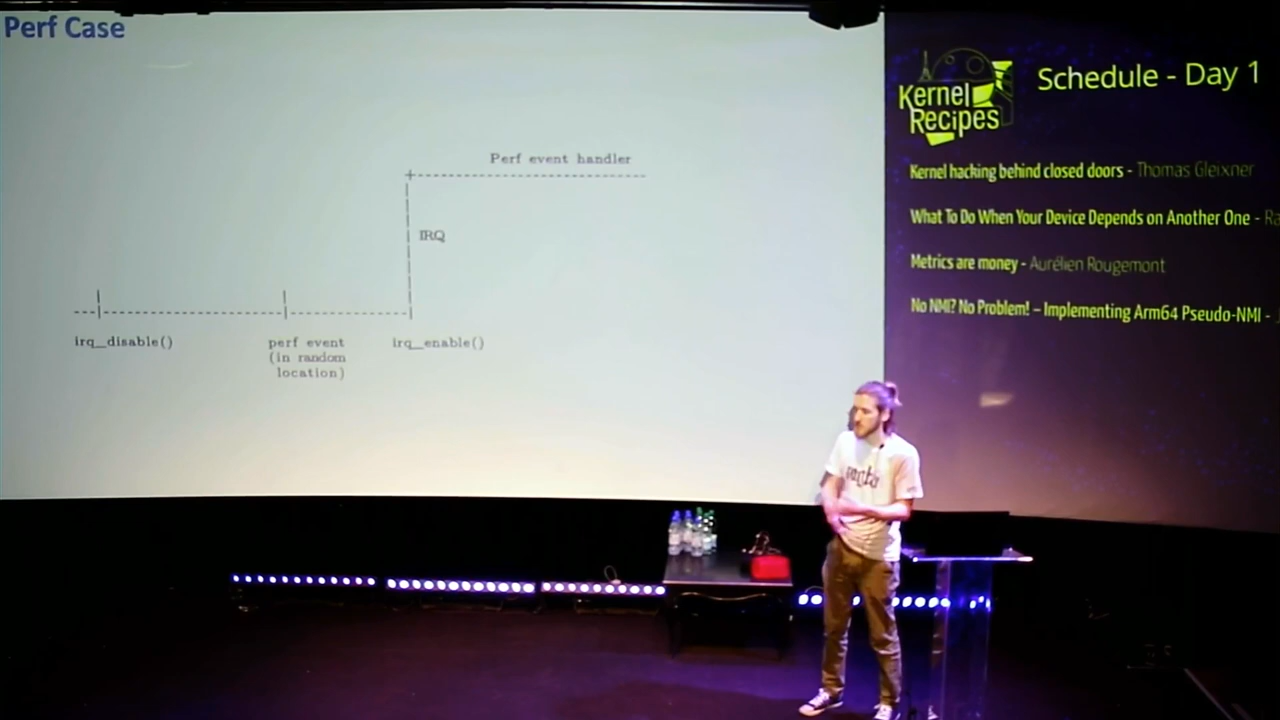 Perf Case
Perf event handler
IRQ
irq_disable()
perf event
(in random
location)
irq_enable()
Kernel
Recipes
Schedule - Day 1
Kernel hacking behind closed doors - Thomas Gleixner
What To Do When Your Device Depends on Another One - Ra
Metrics are money - Aurélien Rougemont
No NMI? No Problem! – Implementing Arm64 Pseudo-NMI -